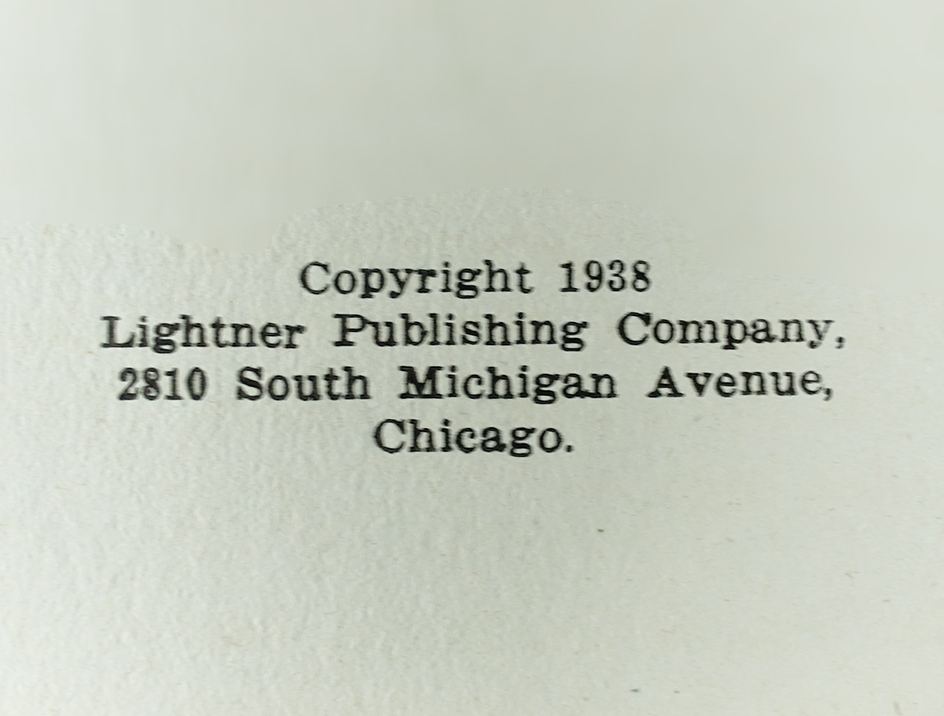 Copyright 1938
Lightner Publishing Company,
2810 South Michigan Avenue,
Chicago.